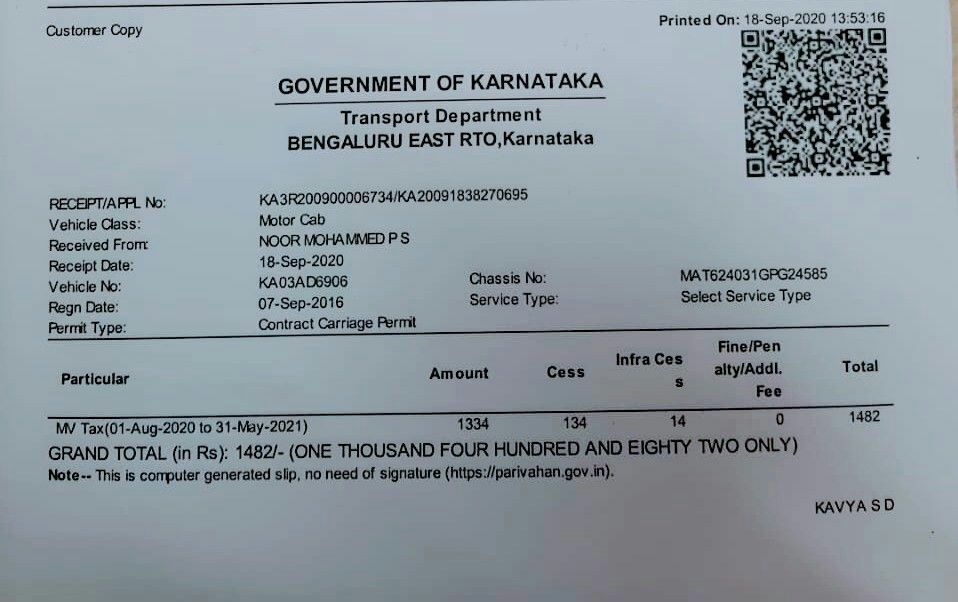 Printed On: 18-Sep-2020 13:53:16
Customer Copy
GOVERNMENT OF KARNATAKA
Transport Department
BENGALURU EAST RTO,Karnataka
RECEIPT/APPL No: KA3R200900006734/KA20091838270695
Vehicle Class: Motor Cab
Received From: NOOR MOHAMMED P S
Receipt Date: 18-Sep-2020
Vehicle No: KA03AD6906 Chassis No: MAT624031GPG24585
Regn Date: 07-Sep-2016 Service Type: Select Service Type
Permit Type: Contract Carriage Permit
Particular Amount Cess Infra Cess Fine/Penalty/Addl. Fee Total
MV Tax(01-Aug-2020 to 31-May-2021) 1334 134 14 0 1482
GRAND TOTAL (in Rs): 1482/- (ONE THOUSAND FOUR HUNDRED AND EIGHTY TWO ONLY)
Note-- This is computer generated slip, no need of signature (https://parivahan.gov.in).
KAVYA S D